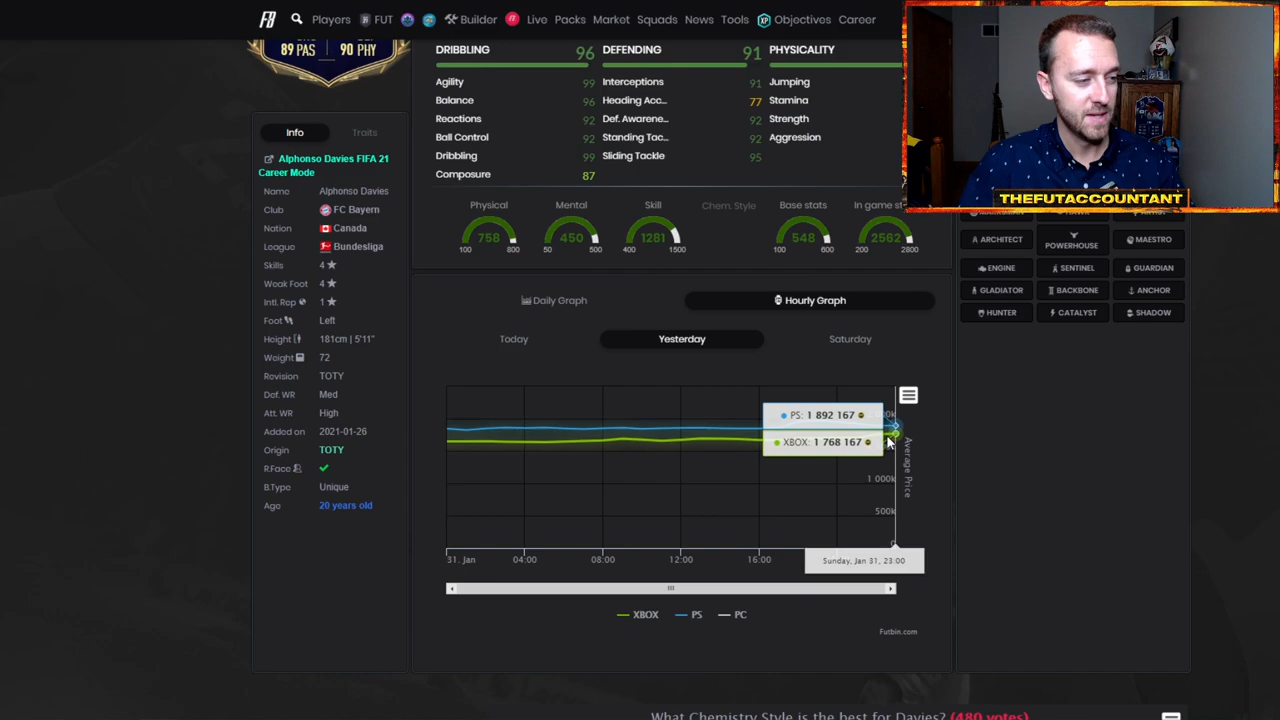 Players FUT Builder Live Packs Market Squads News Tools XP Objectives Career
89 PAS 90 PHY
DRIBBLING 96 DEFENDING 91 PHYSICALITY
Agility 99 Interceptions 91 Jumping
Balance 96 Heading Acc... 77 Stamina
Reactions 92 Def. Awarene... 92 Strength
Ball Control 92 Standing Tac... 92 Aggression
Dribbling 99 Sliding Tackle 95
Composure 87
Physical Mental Skill Chem. Style Base stats In game st
758 450 1281 548 2562
100 800 50 500 400 1500 100 600 200 2800
Info Traits
Alphonso Davies FIFA 21
Career Mode
Name Alphonso Davies
Club FC Bayern
Nation Canada
League Bundesliga
Skills 4★
Weak Foot 4★
Intl. Rep 1★
Foot Left
Height 181cm | 5'11"
Weight 72
Revision TOTY
Def. WR Med
Att. WR High
Added on 2021-01-26
Origin TOTY
R.Face
B.Type Unique
Age 20 years old
Daily Graph Hourly Graph
Today Yesterday Saturday
PS: 1 892 167
XBOX: 1 768 167
1 000k
500k
0
Average Price
31. Jan 04:00 08:00 12:00 16:00
Sunday, Jan 31, 23:00
XBOX PS PC
Futbin.com
THEFUTACCOUNTANT
ARCHITECT POWERHOUSE MAESTRO
ENGINE SENTINEL GUARDIAN
GLADIATOR BACKBONE ANCHOR
HUNTER CATALYST SHADOW
What Chemistry Style is the best for Davies? (480 votes)